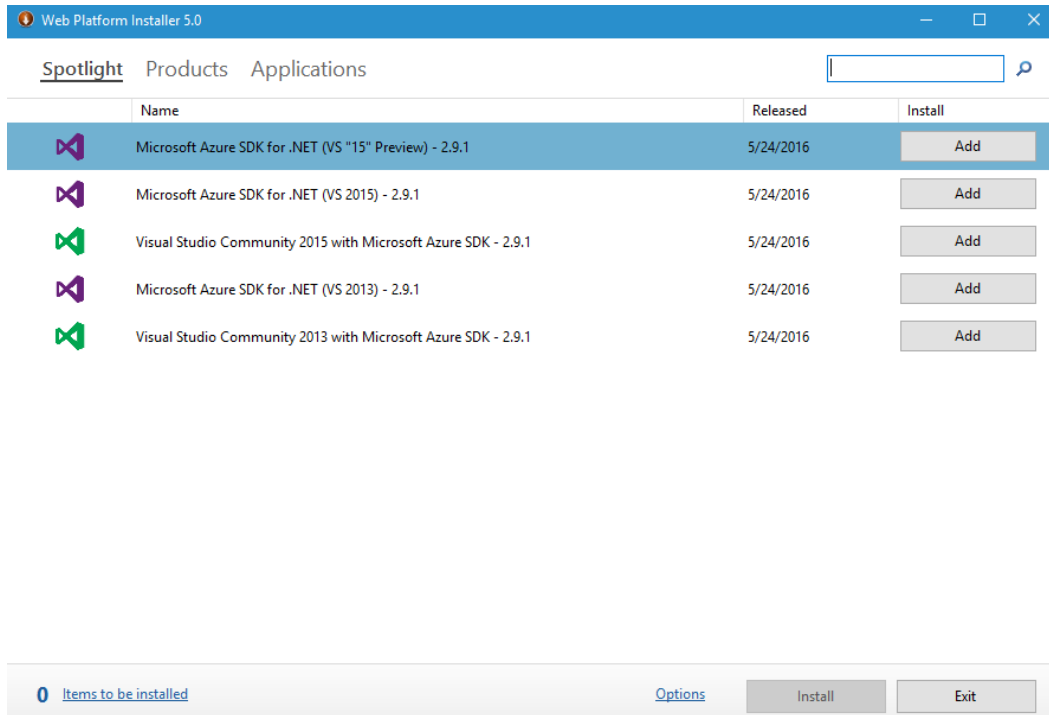 Web Platform Installer 5.0
Spotlight Products Applications
Name Released Install
Microsoft Azure SDK for .NET (VS "15" Preview) - 2.9.1 5/24/2016 Add
Microsoft Azure SDK for .NET (VS 2015) - 2.9.1 5/24/2016 Add
Visual Studio Community 2015 with Microsoft Azure SDK - 2.9.1 5/24/2016 Add
Microsoft Azure SDK for .NET (VS 2013) - 2.9.1 5/24/2016 Add
Visual Studio Community 2013 with Microsoft Azure SDK - 2.9.1 5/24/2016 Add
0 Items to be installed Options Install Exit